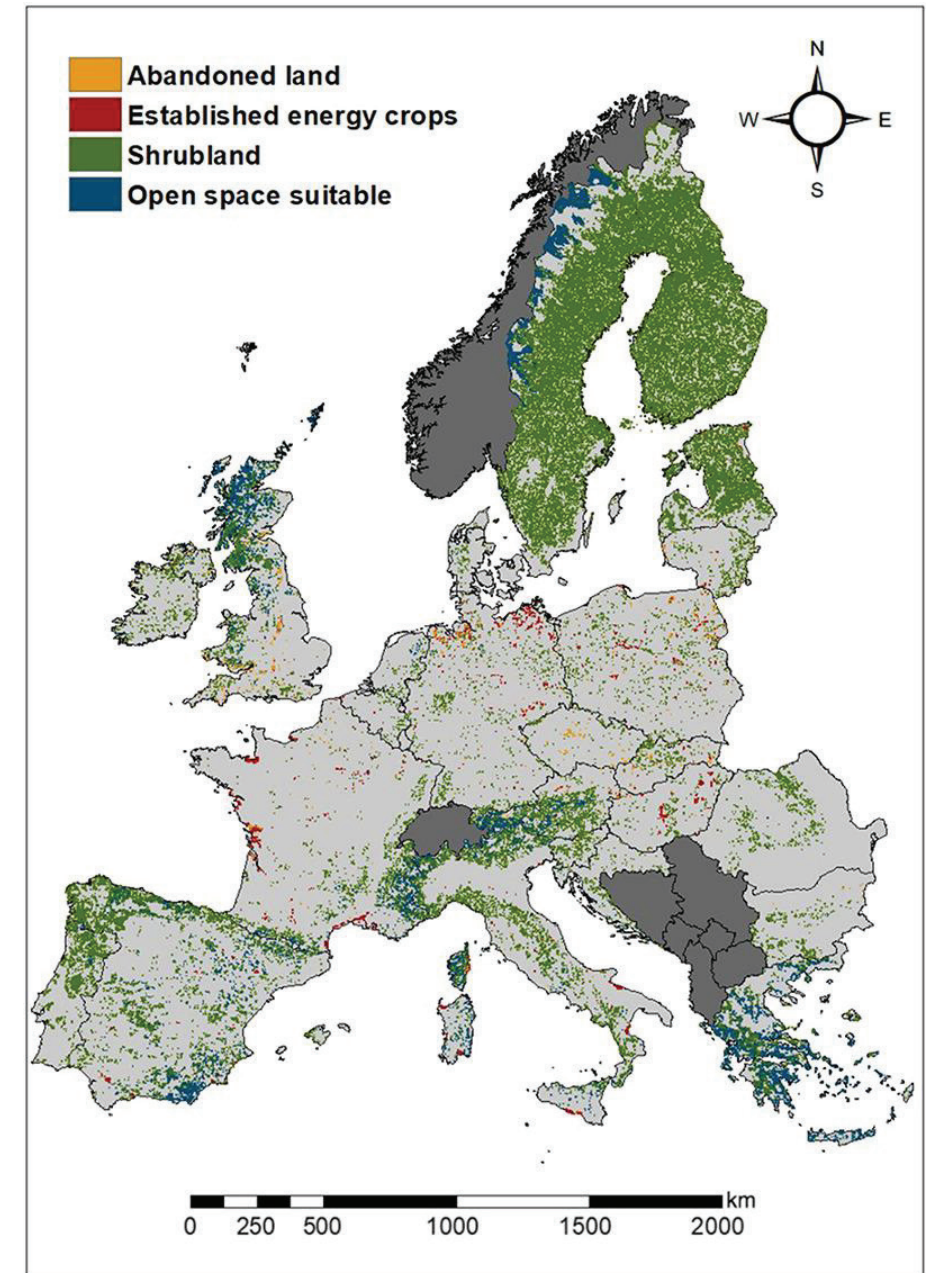 Abandoned land
Established energy crops
Shrubland
Open space suitable
N
W E
S
km
0 250 500 1000 1500 2000